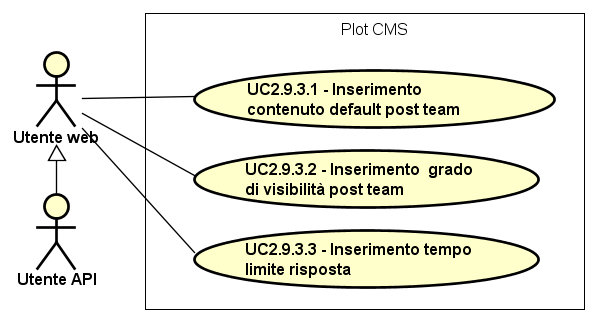 Plot CMS
UC2.9.3.1 - Inserimento
contenuto default post team
Utente web
UC2.9.3.2 - Inserimento  grado
di visibilità post team
UC2.9.3.3 - Inserimento tempo
limite risposta
Utente API